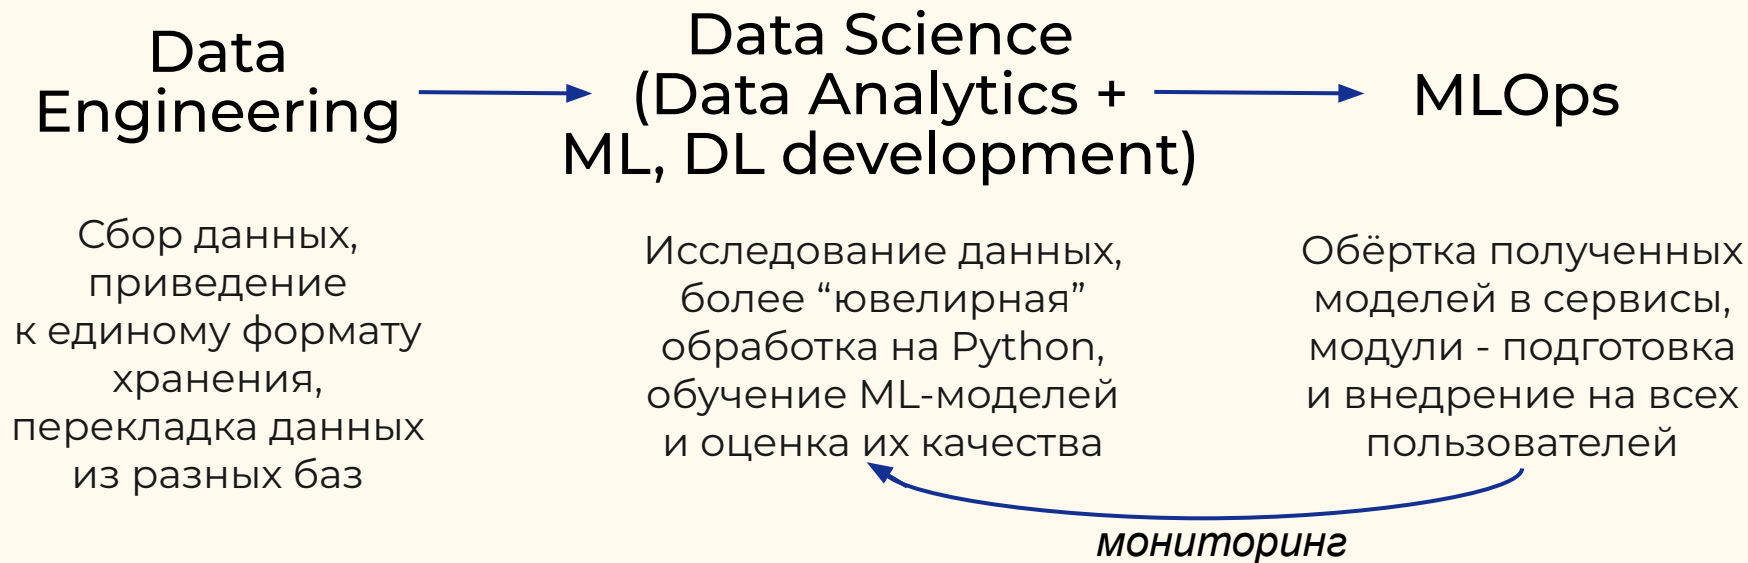 Data
Engineering
Data Science
(Data Analytics +
ML, DL development)
MLOps
Сбор данных,
приведение
к единому формату
хранения,
перекладка данных
из разных баз
Исследование данных,
более “ювелирная”
обработка на Python,
обучение ML-моделей
и оценка их качества
Обёртка полученных
моделей в сервисы,
модули - подготовка
и внедрение на всех
пользователей
мониторинг